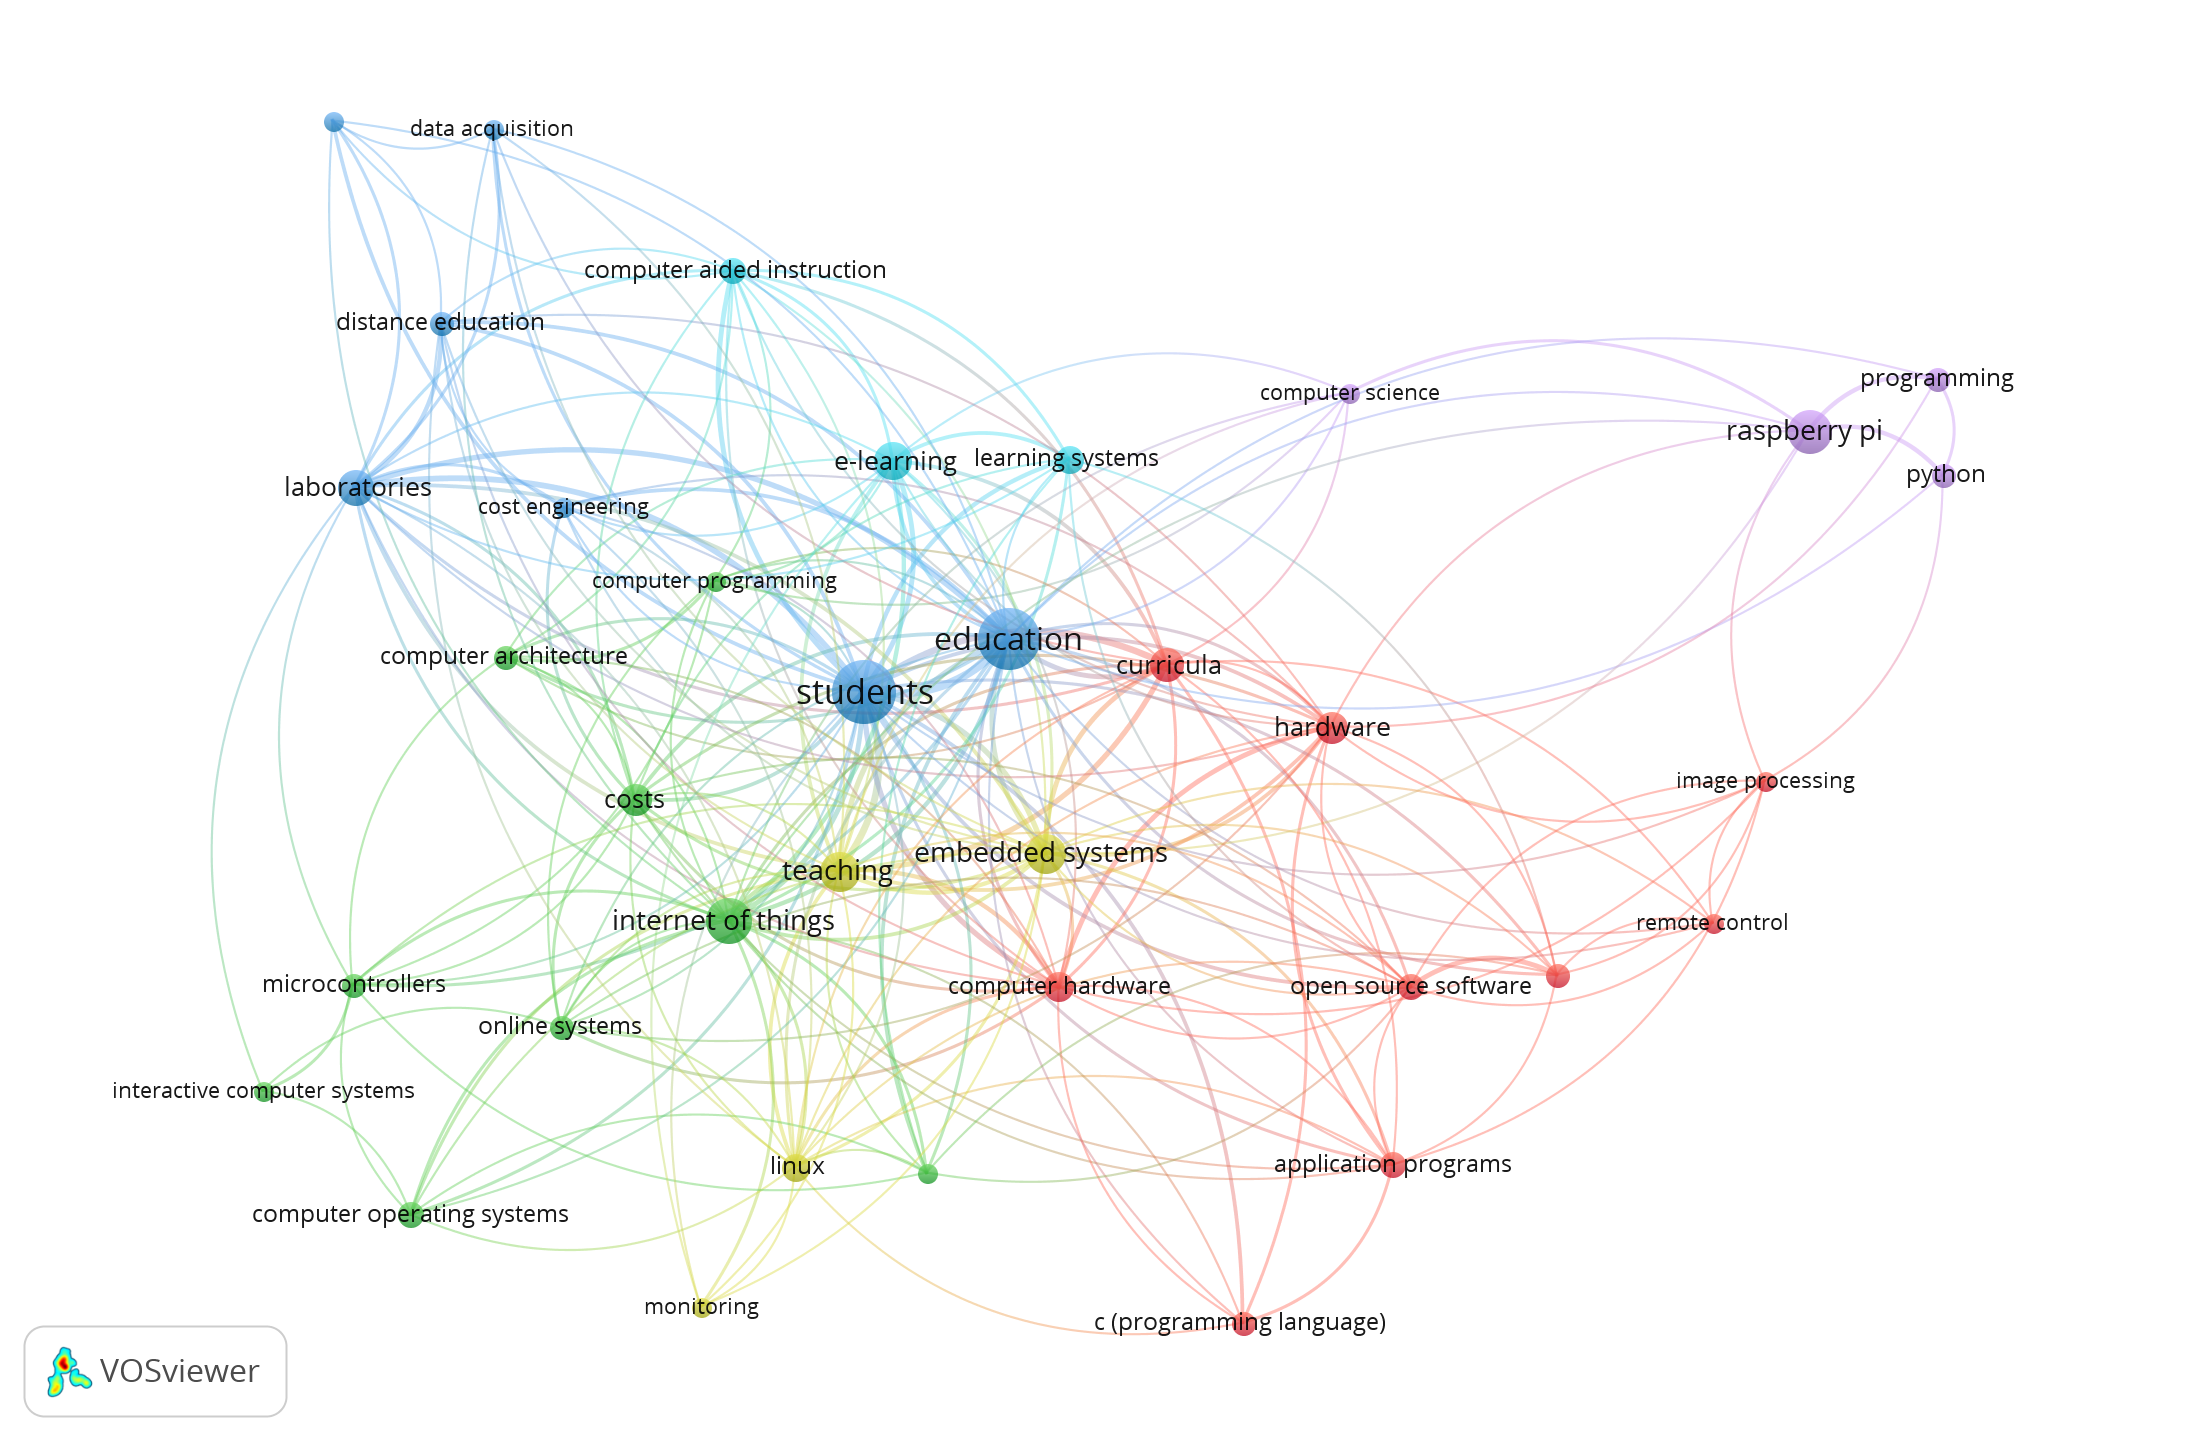 data acquisition
computer aided instruction
distance education
programming
computer science
raspberry pi
e-learning
learning systems
python
laboratories
cost engineering
computer programming
education
computer architecture
curricula
students
hardware
image processing
costs
embedded systems
teaching
internet of things
remote control
microcontrollers
computer hardware
open source software
online systems
interactive computer systems
linux
application programs
computer operating systems
monitoring
c (programming language)
VOSviewer